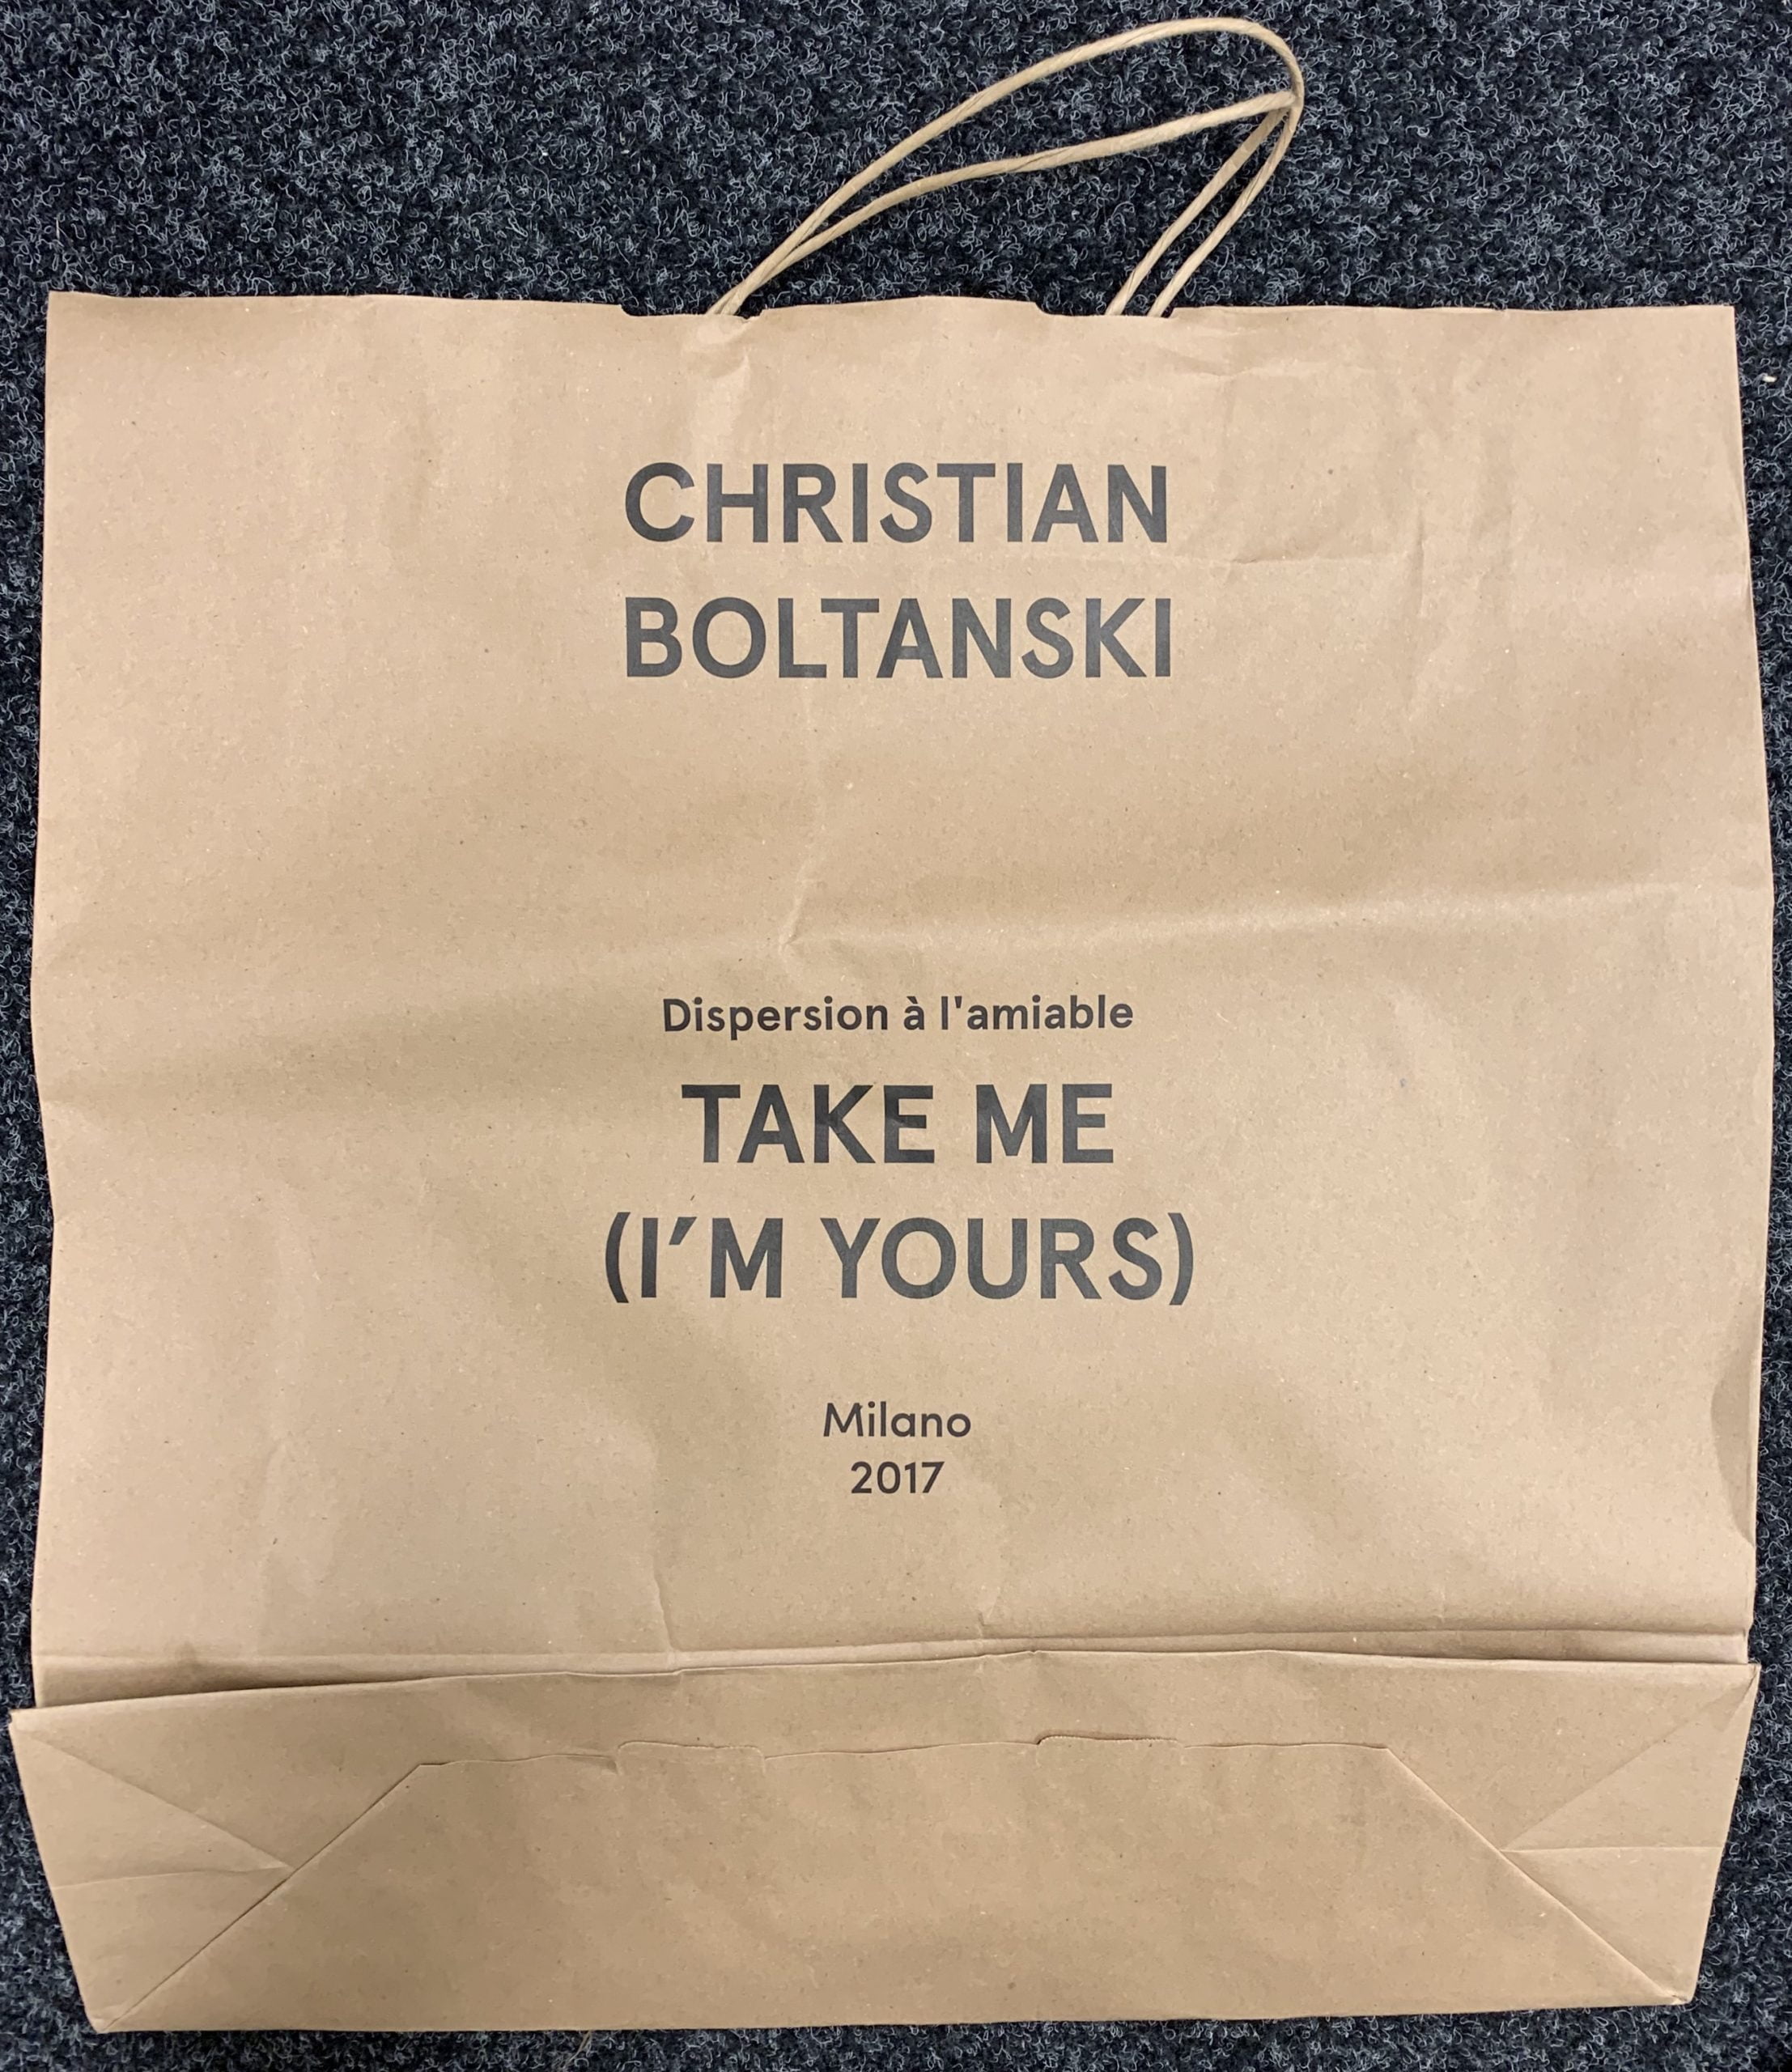 CHRISTIAN
BOLTANSKI
Dispersion à l'amiable
TAKE ME
(I’M YOURS)
Milano
2017